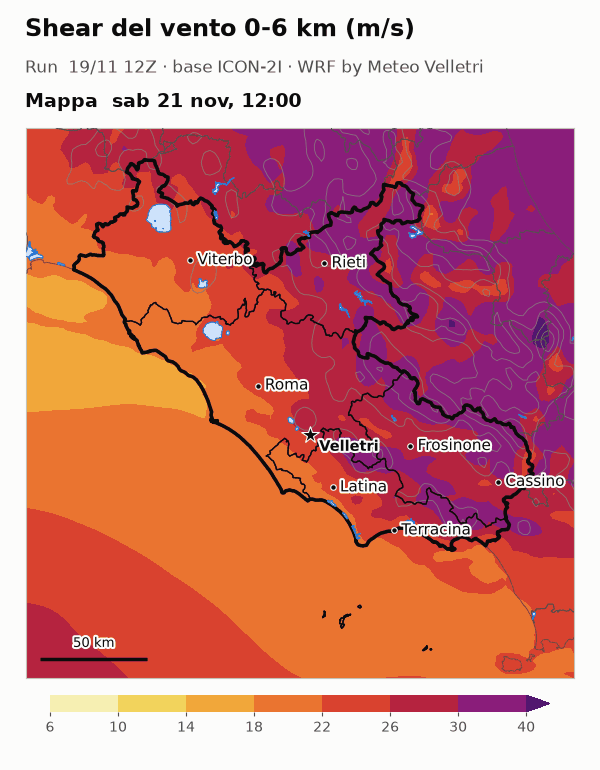 Shear del vento 0-6 km (m/s)
Run  19/11 12Z · base ICON-2I · WRF by Meteo Velletri
Mappa  sab 21 nov, 12:00
Viterbo
Rieti
Roma
Velletri
Frosinone
Latina
Cassino
Terracina
50 km
6 10 14 18 22 26 30 40